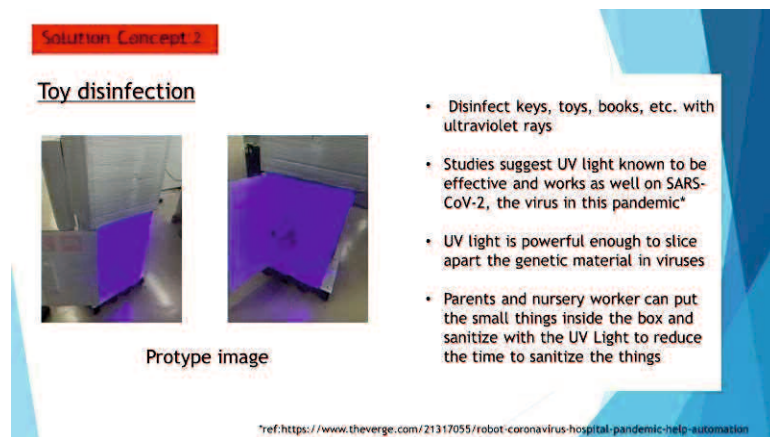 Solution Concept 2
Toy disinfection
Protype image
• Disinfect keys, toys, books, etc. with
ultraviolet rays
• Studies suggest UV light known to be
effective and works as well on SARS-
CoV-2, the virus in this pandemic*
• UV light is powerful enough to slice
apart the genetic material in viruses
• Parents and nursery worker can put
the small things inside the box and
sanitize with the UV Light to reduce
the time to sanitize the things
*ref:https://www.theverge.com/21317055/robot-coronavirus-hospital-pandemic-help-automation